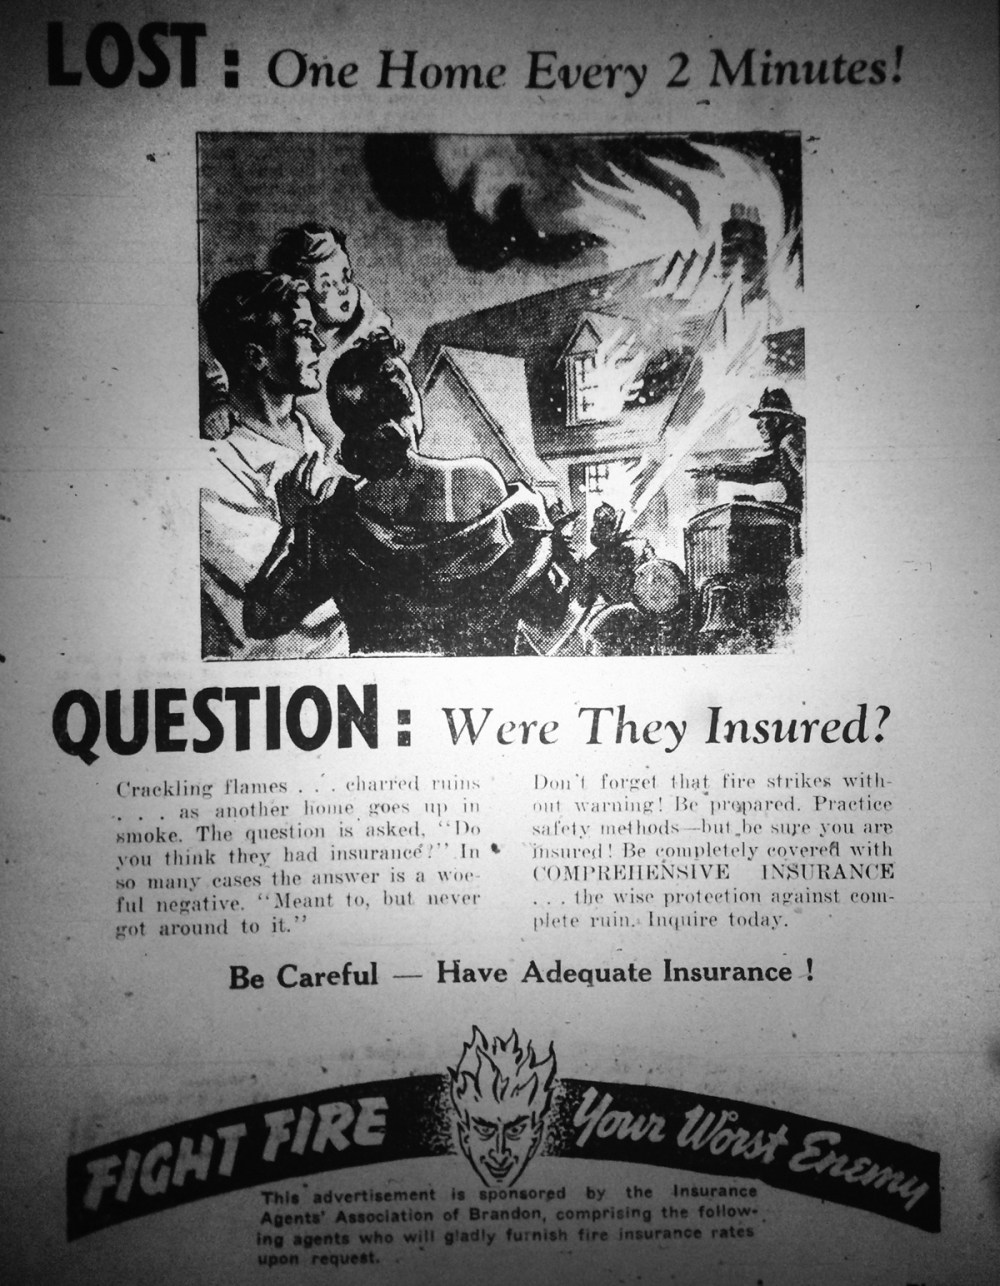 LOST: One Home Every 2 Minutes!
QUESTION: Were They Insured?
Crackling flames . . . charred ruins
. . . as another home goes up in
smoke. The question is asked, "Do
you think they had insurance?" In
so many cases the answer is a woe-
ful negative. "Meant to, but never
got around to it."
Don't forget that fire strikes with-
out warning! Be prepared. Practice
safety methods—but be sure you are
insured! Be completely covered with
COMPREHENSIVE INSURANCE
. . . the wise protection against com-
plete ruin. Inquire today.
Be Careful — Have Adequate Insurance !
FIGHT FIRE Your Worst Enemy
This advertisement is sponsored by the Insurance
Agents' Association of Brandon, comprising the follow-
ing agents who will gladly furnish fire insurance rates
upon request.